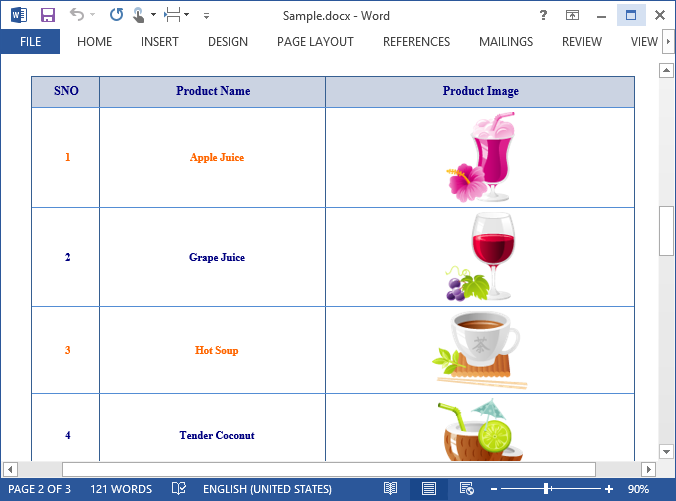 Sample.docx - Word
?
FILE HOME INSERT DESIGN PAGE LAYOUT REFERENCES MAILINGS REVIEW VIEW
SNO Product Name Product Image
1 Apple Juice
2 Grape Juice
3 Hot Soup
茶
4 Tender Coconut
PAGE 2 OF 3 121 WORDS ENGLISH (UNITED STATES) 90%